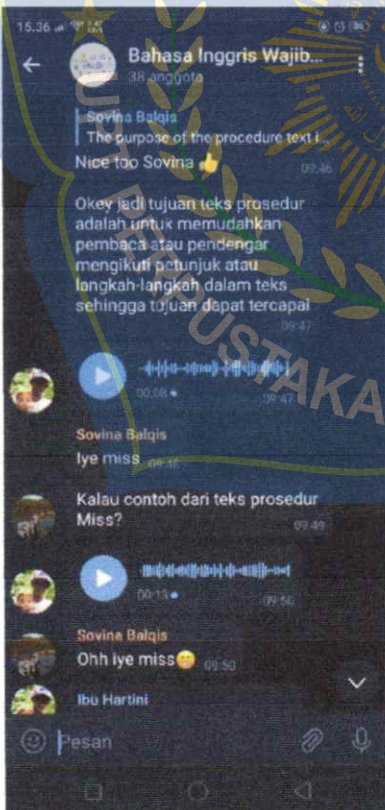 15.36
Bahasa Inggris Wajib...
38 anggota
Sovina Balqis
The purpose of the procedure text i...
Nice too Sovina 👍
09.46
Okey jadi tujuan teks prosedur
adalah untuk memudahkan
pembaca atau pendengar
mengikuti petunjuk atau
langkah-langkah dalam teks
sehingga tujuan dapat tercapai
09.47
00:08
09.47
Sovina Balqis
Iye miss
Kalau contoh dari teks prosedur
Miss?
09.49
00:13
09.50
Sovina Balqis
Ohh iye miss😁 09.50
Ibu Hartini
Pesan
PERPUSTAKA